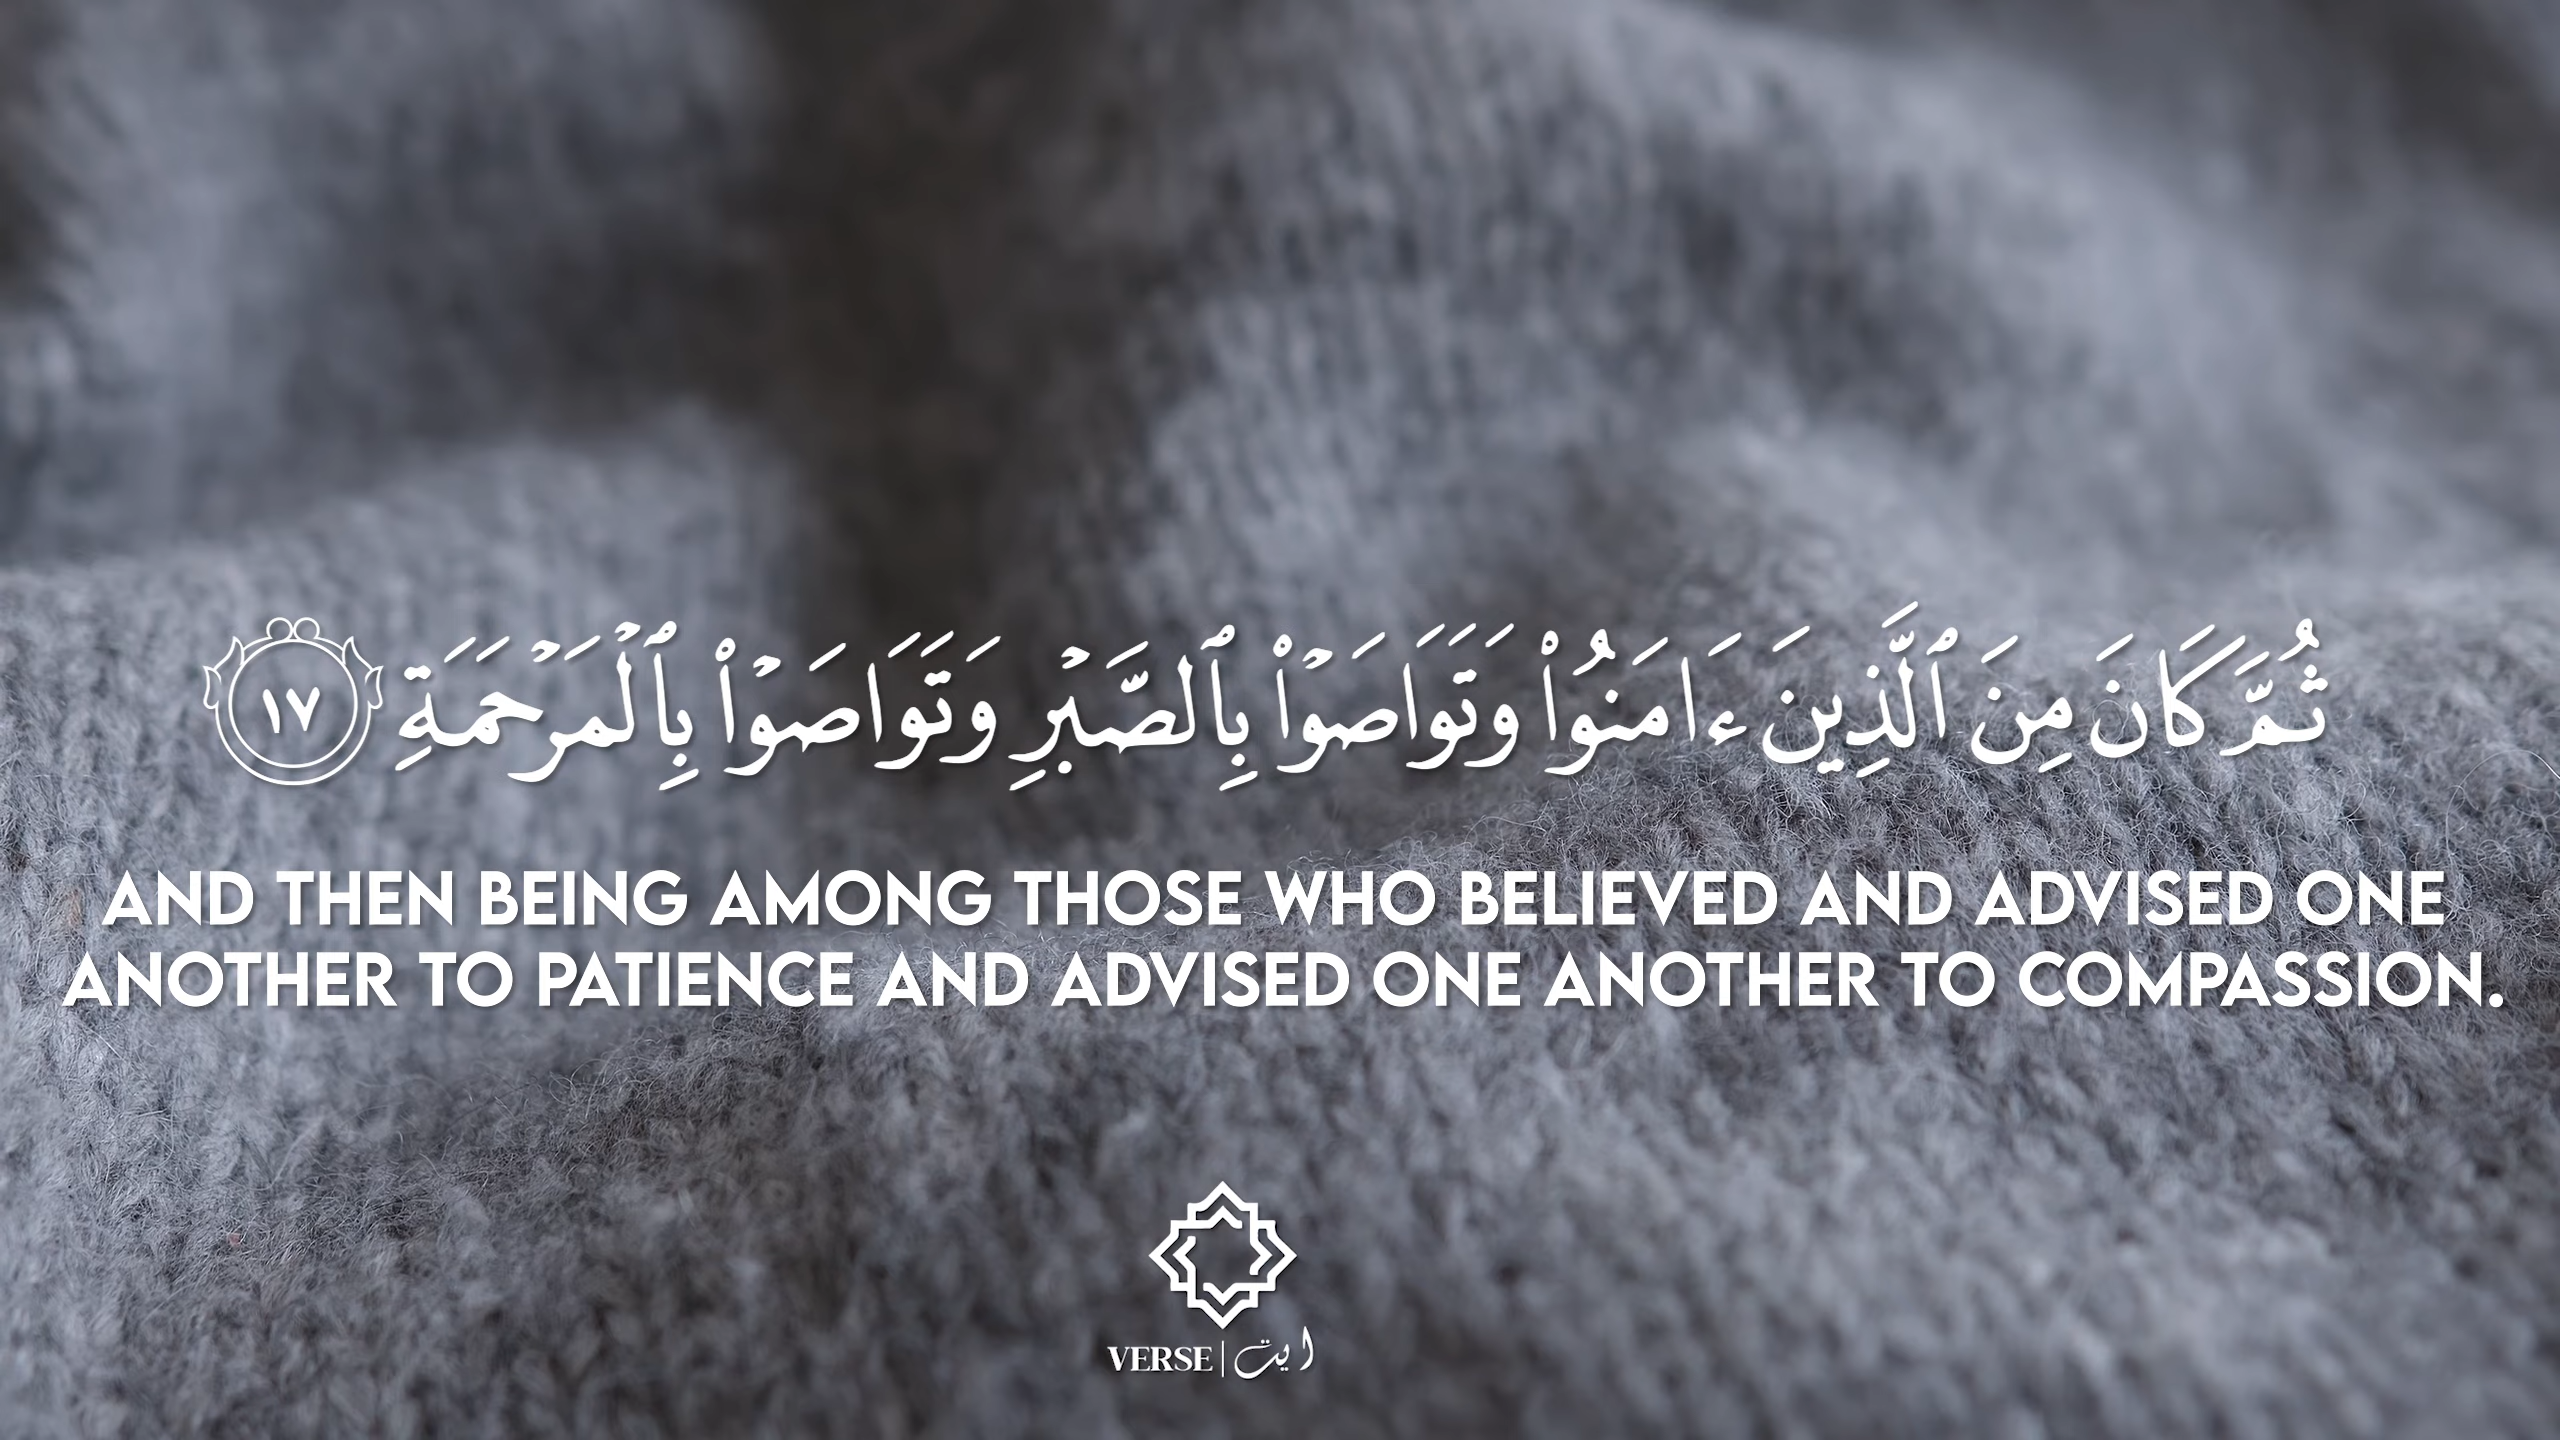 ثُمَّ كَانَ مِنَ ٱلَّذِينَ ءَامَنُوا۟ وَتَوَاصَوْا۟ بِٱلصَّبْرِ وَتَوَاصَوْا۟ بِٱلْمَرْحَمَةِ ١٧
AND THEN BEING AMONG THOSE WHO BELIEVED AND ADVISED ONE
ANOTHER TO PATIENCE AND ADVISED ONE ANOTHER TO COMPASSION.
VERSE | ایت